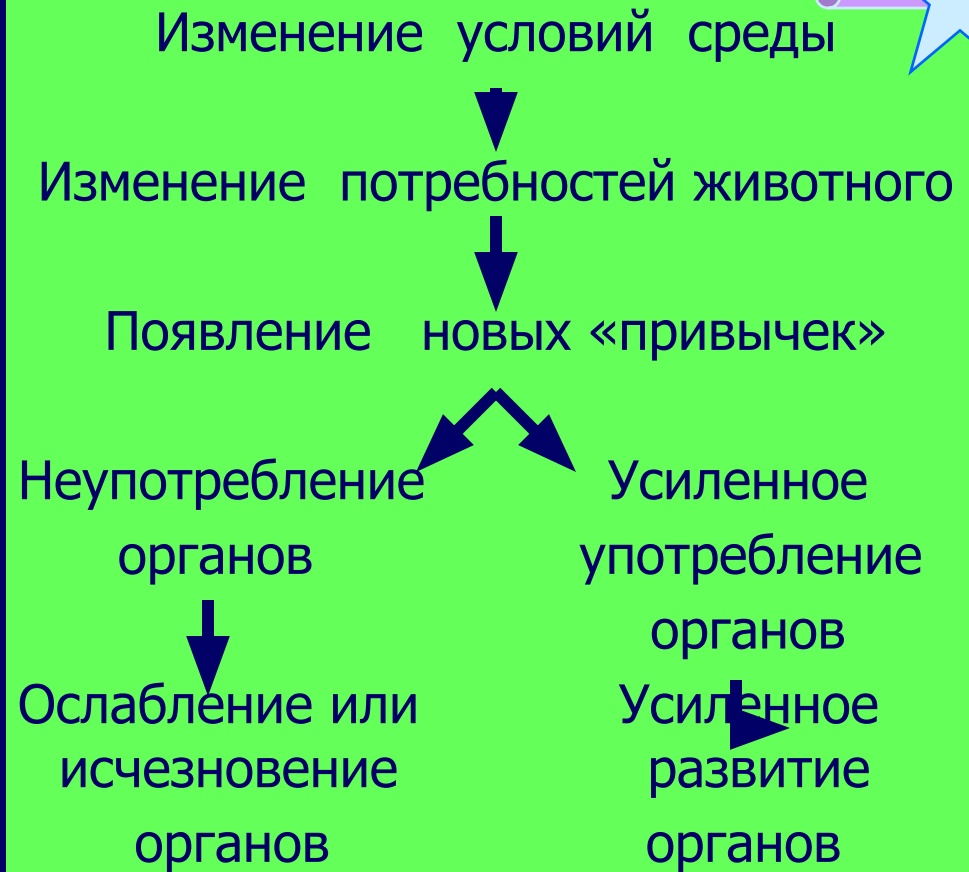 Изменение условий среды
Изменение потребностей животного
Появление новых «привычек»
Неупотребление
органов
Усиленное
употребление
органов
Ослабление или
исчезновение
органов
Усиленное
развитие
органов